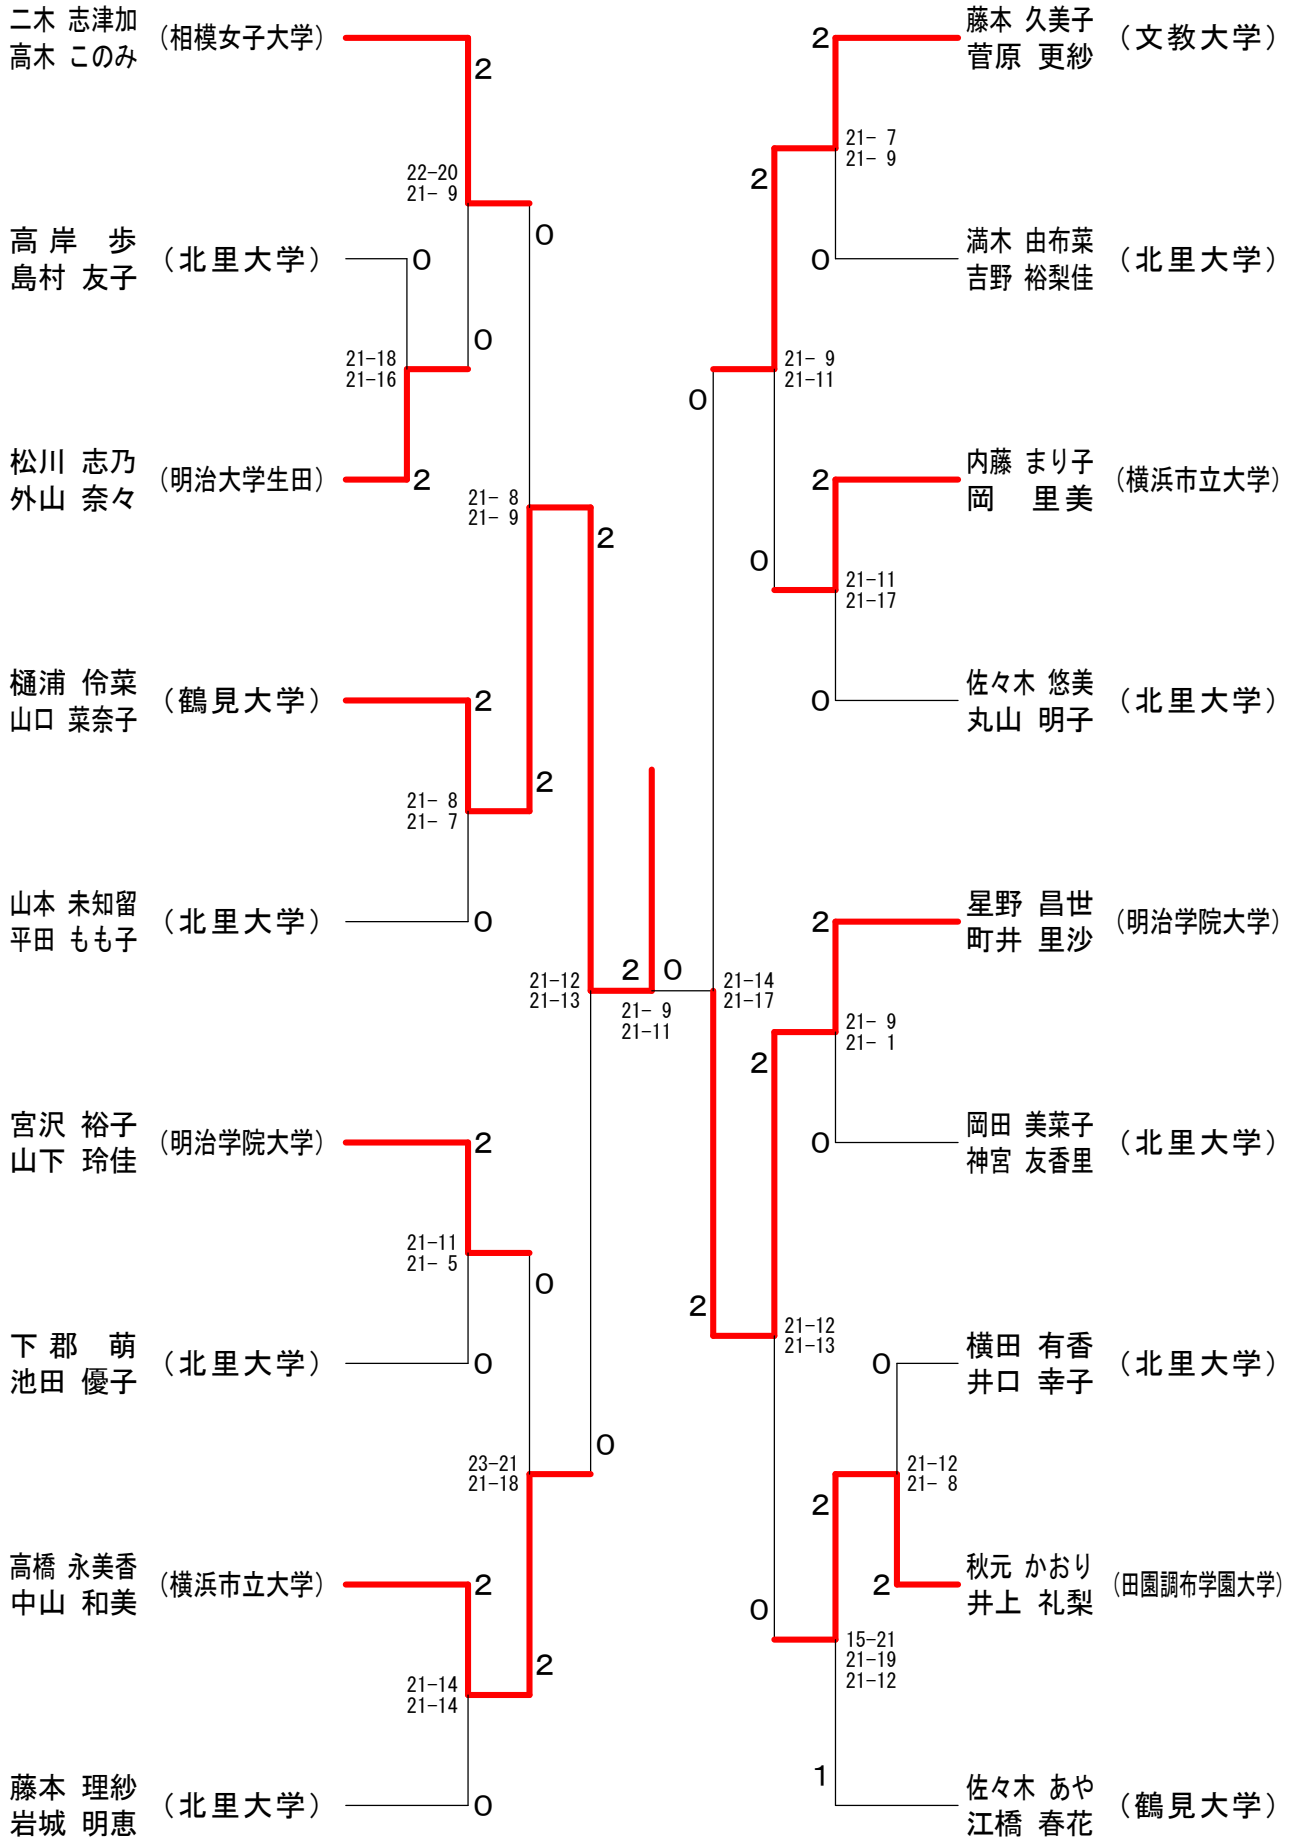 二木 志津加
高木 このみ
(相模女子大学)
2
22-20
21- 9
0
高岸 歩
島村 友子
(北里大学)
0
0
21-18
21-16
松川 志乃
外山 奈々
(明治大学生田)
2
21- 8
21- 9
2
樋浦 伶菜
山口 菜奈子
(鶴見大学)
2
2
21- 8
21- 7
山本 未知留
平田 もも子
(北里大学)
0
21-12
21-13
2 0
21- 9
21-11
宮沢 裕子
山下 玲佳
(明治学院大学)
2
21-11
21- 5
0
下郡 萌
池田 優子
(北里大学)
0
0
23-21
21-18
高橋 永美香
中山 和美
(横浜市立大学)
2
2
21-14
21-14
藤本 理紗
岩城 明恵
(北里大学)
0
2
藤本 久美子
菅原 更紗
(文教大学)
21- 7
21- 9
2
0
満木 由布菜
吉野 裕梨佳
(北里大学)
21- 9
21-11
0
2
内藤 まり子
岡 里美
(横浜市立大学)
0
21-11
21-17
0
佐々木 悠美
丸山 明子
(北里大学)
2
星野 昌世
町井 里沙
(明治学院大学)
21-14
21-17
21- 9
21- 1
2
0
岡田 美菜子
神宮 友香里
(北里大学)
2
21-12
21-13
0
横田 有香
井口 幸子
(北里大学)
21-12
21- 8
2
2
秋元 かおり
井上 礼梨
(田園調布学園大学)
0
15-21
21-19
21-12
1
佐々木 あや
江橋 春花
(鶴見大学)